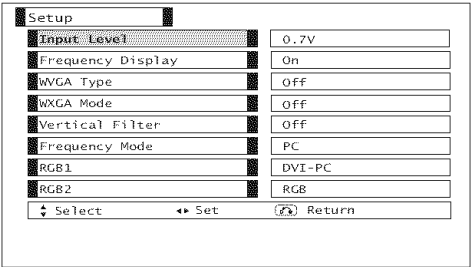 Setup
Input Level 0.7V
Frequency Display On
WVGA Type Off
WXGA Mode Off
Vertical Filter Off
Frequency Mode PC
RGB1 DVI-PC
RGB2 RGB
Select Set Return